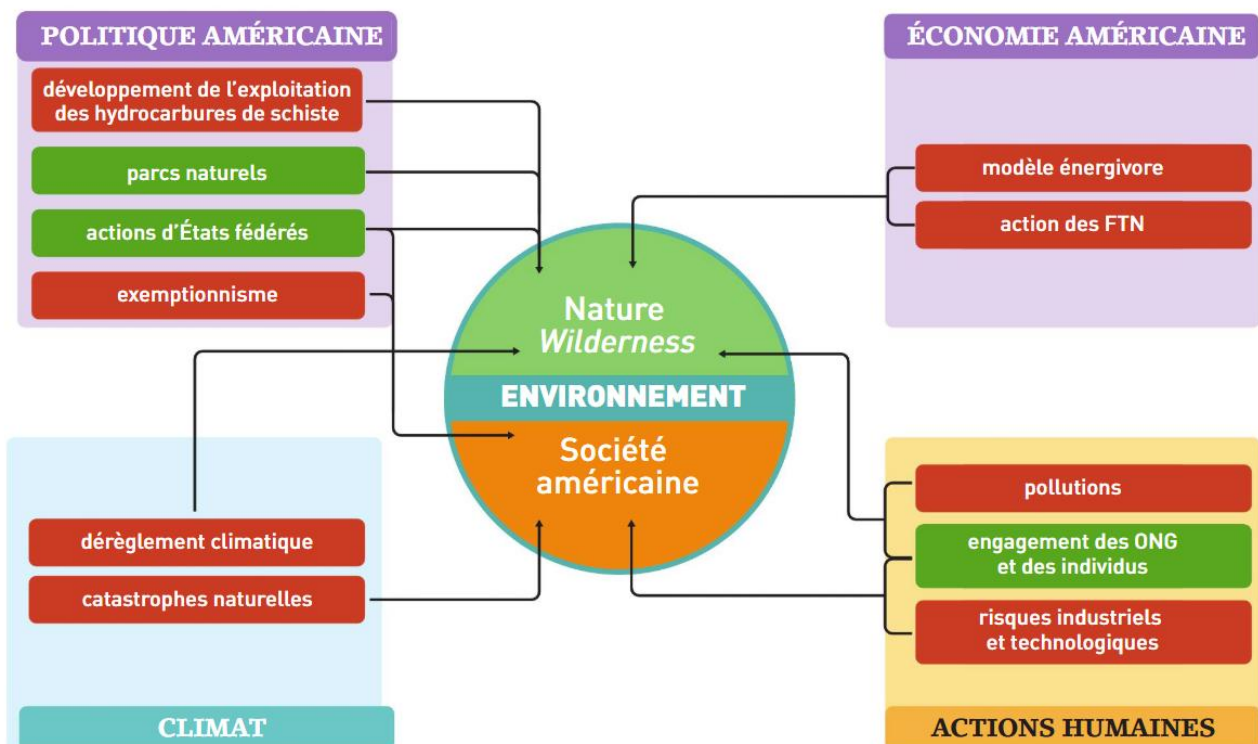 POLITIQUE AMÉRICAINE
développement de l'exploitation
des hydrocarbures de schiste
parcs naturels
actions d'États fédérés
exemptionnisme
ÉCONOMIE AMÉRICAINE
modèle énergivore
action des FTN
Nature
Wilderness
ENVIRONNEMENT
Société
américaine
dérèglement climatique
catastrophes naturelles
CLIMAT
pollutions
engagement des ONG
et des individus
risques industriels
et technologiques
ACTIONS HUMAINES